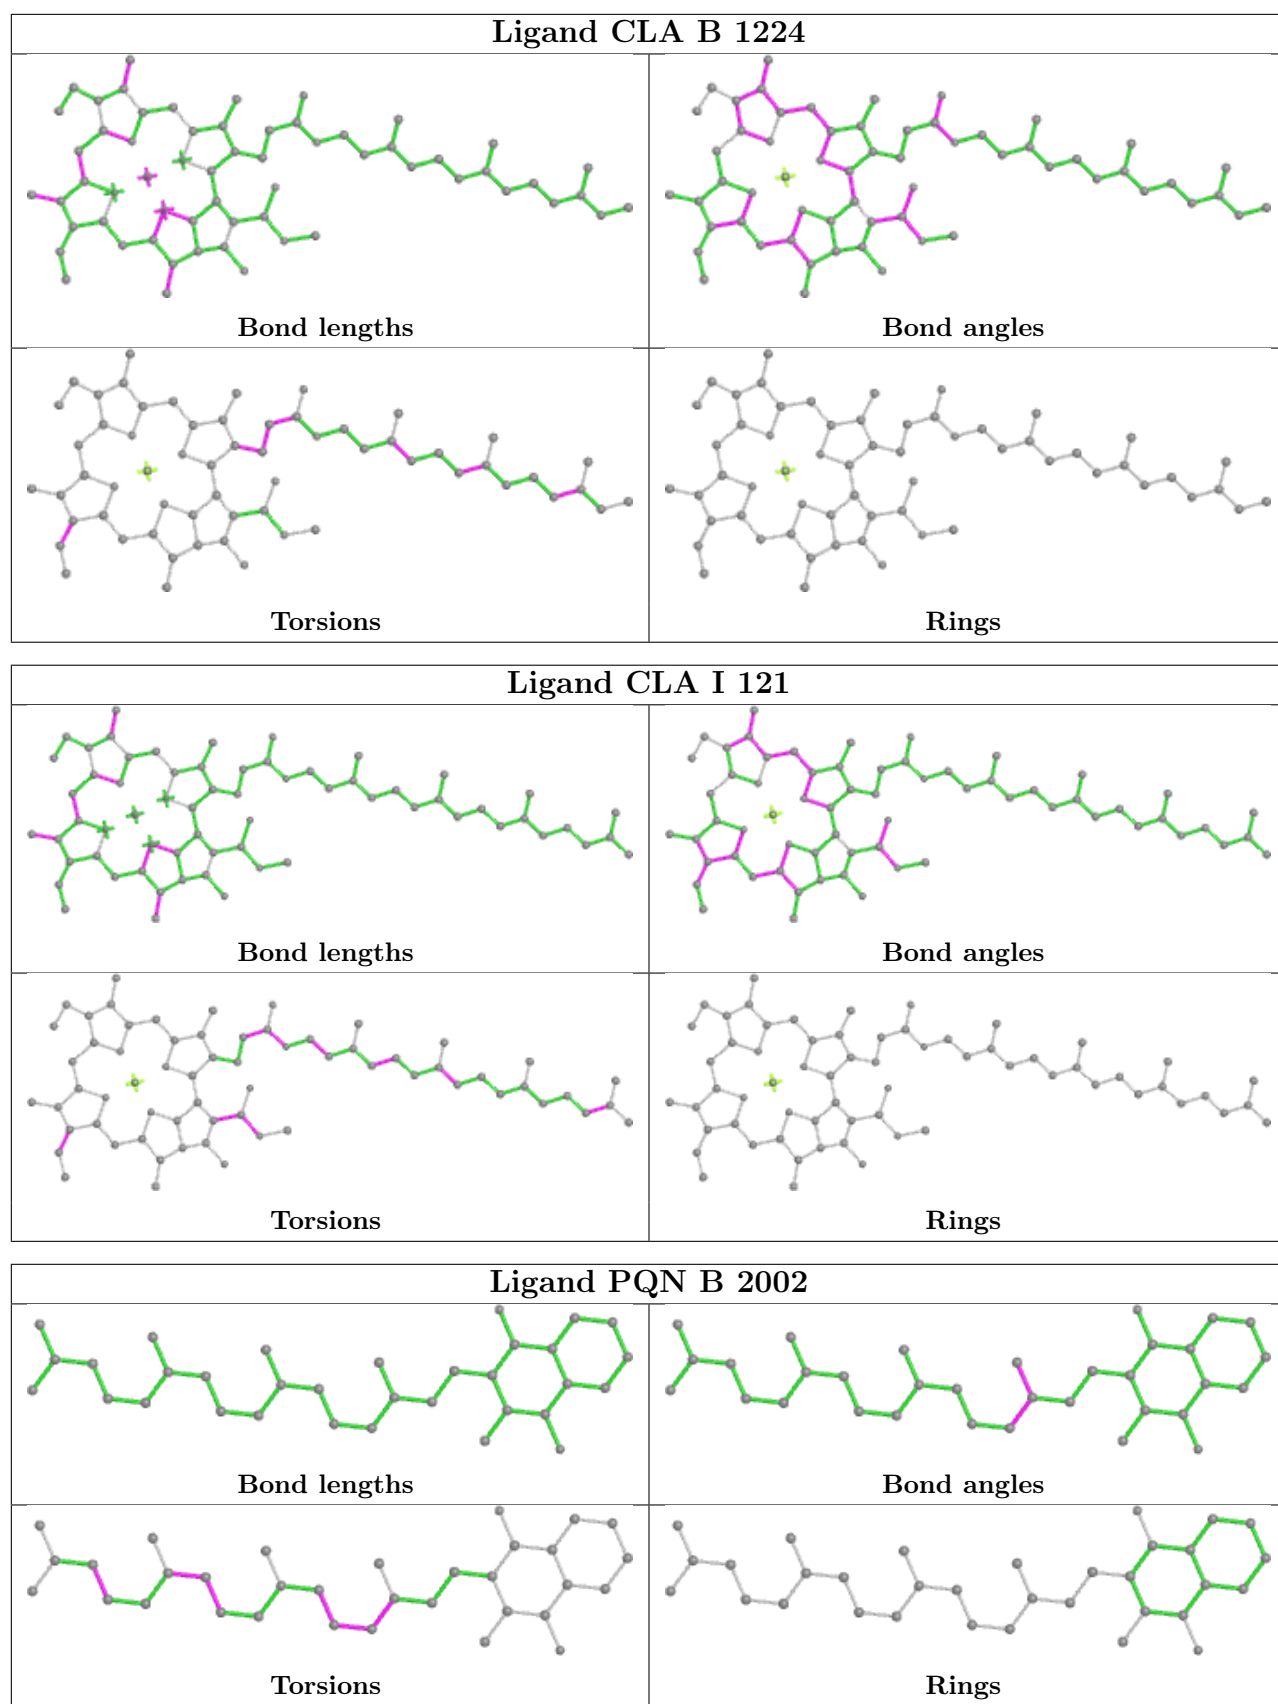 Ligand CLA B 1224
Bond lengths
Bond angles
Torsions
Rings
Ligand CLA I 121
Bond lengths
Bond angles
Torsions
Rings
Ligand PQN B 2002
Bond lengths
Bond angles
Torsions
Rings